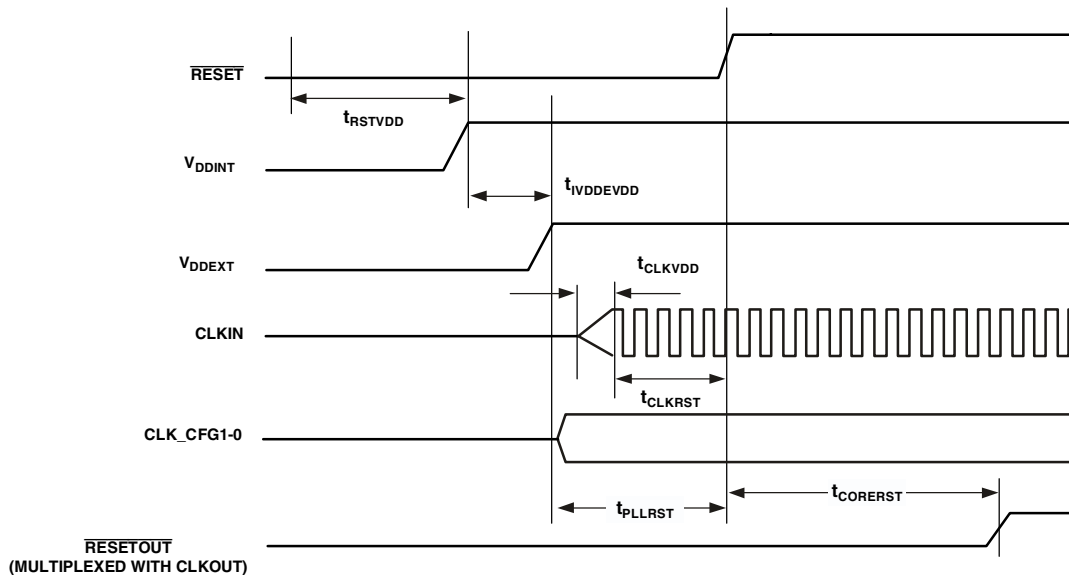 RESET
tRSTVDD
VDDINT
tIVDDEVDD
VDDEXT
tCLKVDD
CLKIN
tCLKRST
CLK_CFG1-0
tPLLRST
tCORERST
RESETOUT
(MULTIPLEXED WITH CLKOUT)